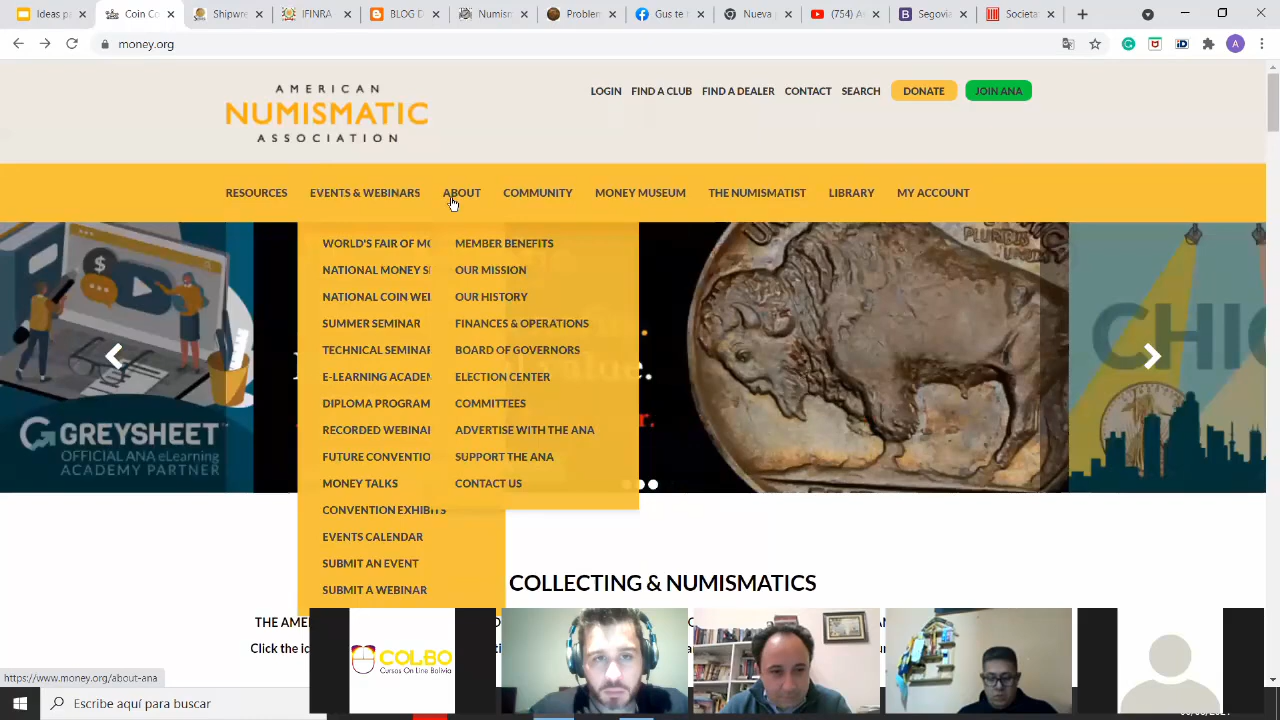 Ideas p
Coin Co
Shipwre
IFINRA
BLOG D
Numism
Problem
Gus te
Nueva p
(754) A
Segovia
Societa
money.org
AMERICAN
NUMISMATIC
ASSOCIATION
LOGIN FIND A CLUB FIND A DEALER CONTACT SEARCH DONATE JOIN ANA
RESOURCES EVENTS & WEBINARS ABOUT COMMUNITY MONEY MUSEUM THE NUMISMATIST LIBRARY MY ACCOUNT
WORLD'S FAIR OF MO
NATIONAL MONEY S
NATIONAL COIN WE
SUMMER SEMINAR
TECHNICAL SEMINAR
E-LEARNING ACADEM
DIPLOMA PROGRAM
RECORDED WEBINAR
FUTURE CONVENTIO
MONEY TALKS
CONVENTION EXHIBITS
EVENTS CALENDAR
SUBMIT AN EVENT
SUBMIT A WEBINAR
MEMBER BENEFITS
OUR MISSION
OUR HISTORY
FINANCES & OPERATIONS
BOARD OF GOVERNORS
ELECTION CENTER
COMMITTEES
ADVERTISE WITH THE ANA
SUPPORT THE ANA
CONTACT US
GREYSHEET
OFFICIAL ANA eLearning
ACADEMY PARTNER
PLURIBUS
UNUM
CHIC
COLLECTING & NUMISMATICS
THE AMER
Click the ic
COLBO
Cursos On Line Bolivia
https://www.money.org/about-ana
Escribe aquí para buscar